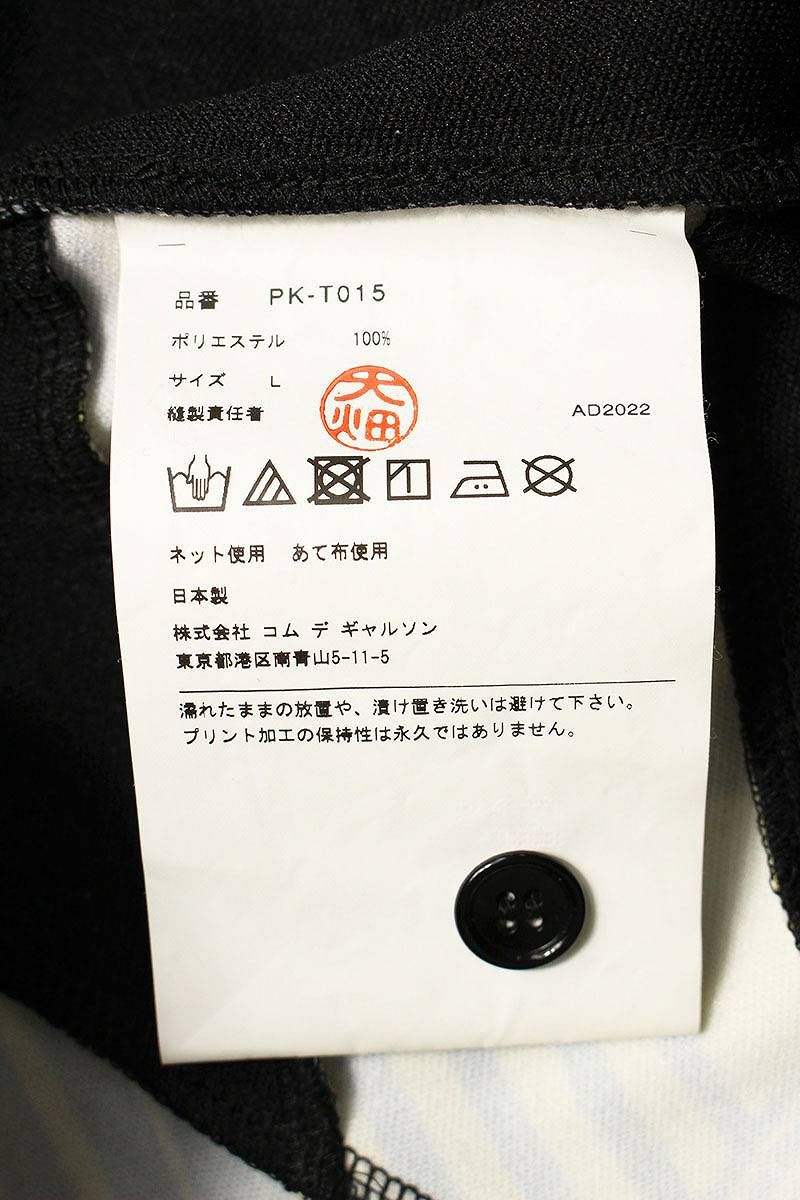 品番 PK-T015
ポリエステル 100%
サイズ L
縫製責任者 大畑 AD2022
ネット使用 あて布使用
日本製
株式会社 コム デ ギャルソン
東京都港区南青山5-11-5
濡れたままの放置や、漬け置き洗いは避けて下さい。
プリント加工の保持性は永久ではありません。